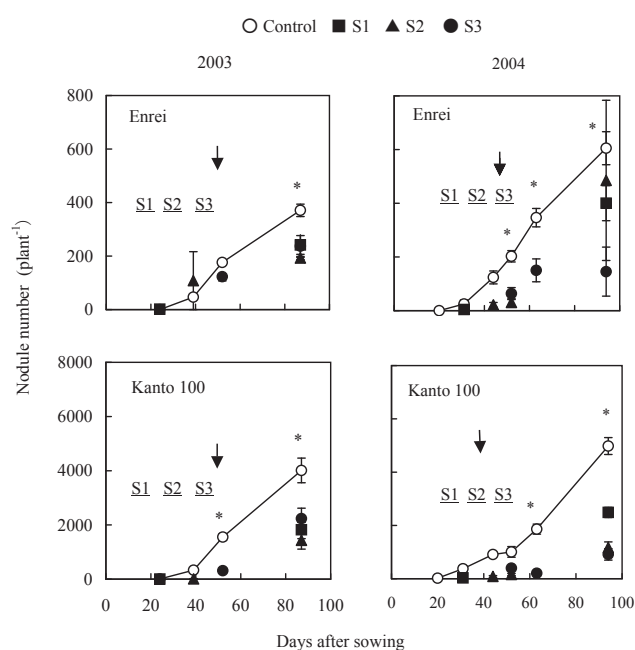 Control S1 S2 S3
2003 2004
800
600
400
200
0
Enrei
*
S1 S2 S3
Enrei
*
*
*
S1 S2 S3
Nodule number (plant⁻¹)
8000
6000
4000
2000
0
Kanto 100
*
*
S1 S2 S3
Kanto 100
*
*
S1 S2 S3
0 20 40 60 80 100
0 20 40 60 80 100
Days after sowing